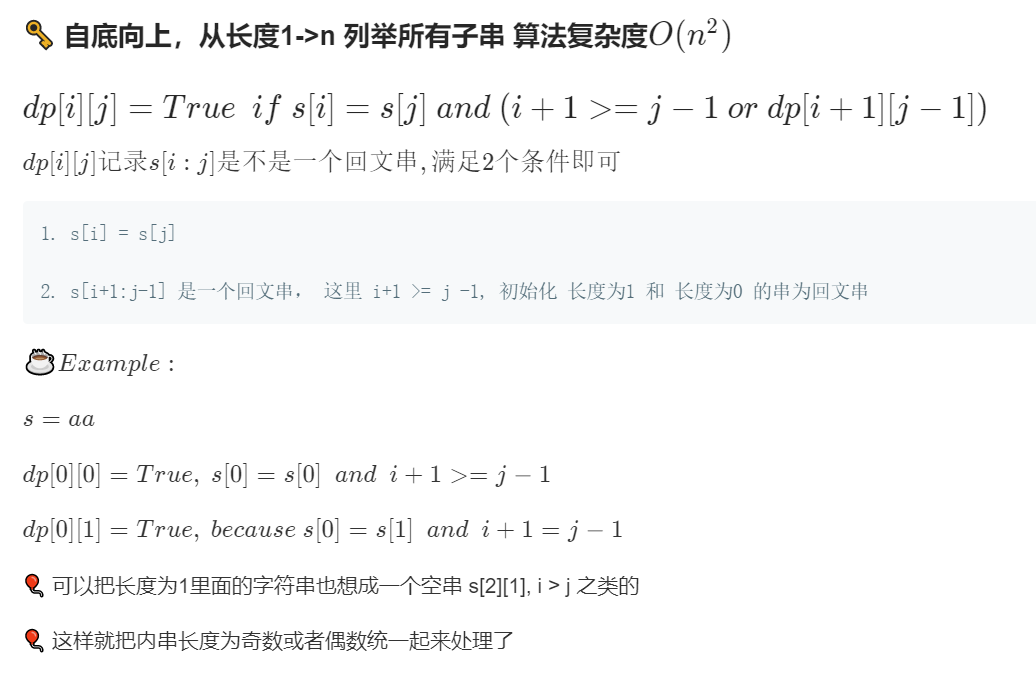 🔑 自底向上，从长度1->n 列举所有子串 算法复杂度O(n²)
dp[i][j] = True if s[i] = s[j] and (i + 1 >= j − 1 or dp[i + 1][j − 1])
dp[i][j]记录s[i : j]是不是一个回文串, 满足2个条件即可
1. s[i] = s[j]
2. s[i+1:j-1] 是一个回文串， 这里 i+1 >= j -1, 初始化 长度为1 和 长度为0 的串为回文串
☕Example :
s = aa
dp[0][0] = True, s[0] = s[0] and i + 1 >= j − 1
dp[0][1] = True, because s[0] = s[1] and i + 1 = j − 1
🎈 可以把长度为1里面的字符串也想成一个空串 s[2][1], i > j 之类的
🎈 这样就把内串长度为奇数或者偶数统一起来处理了